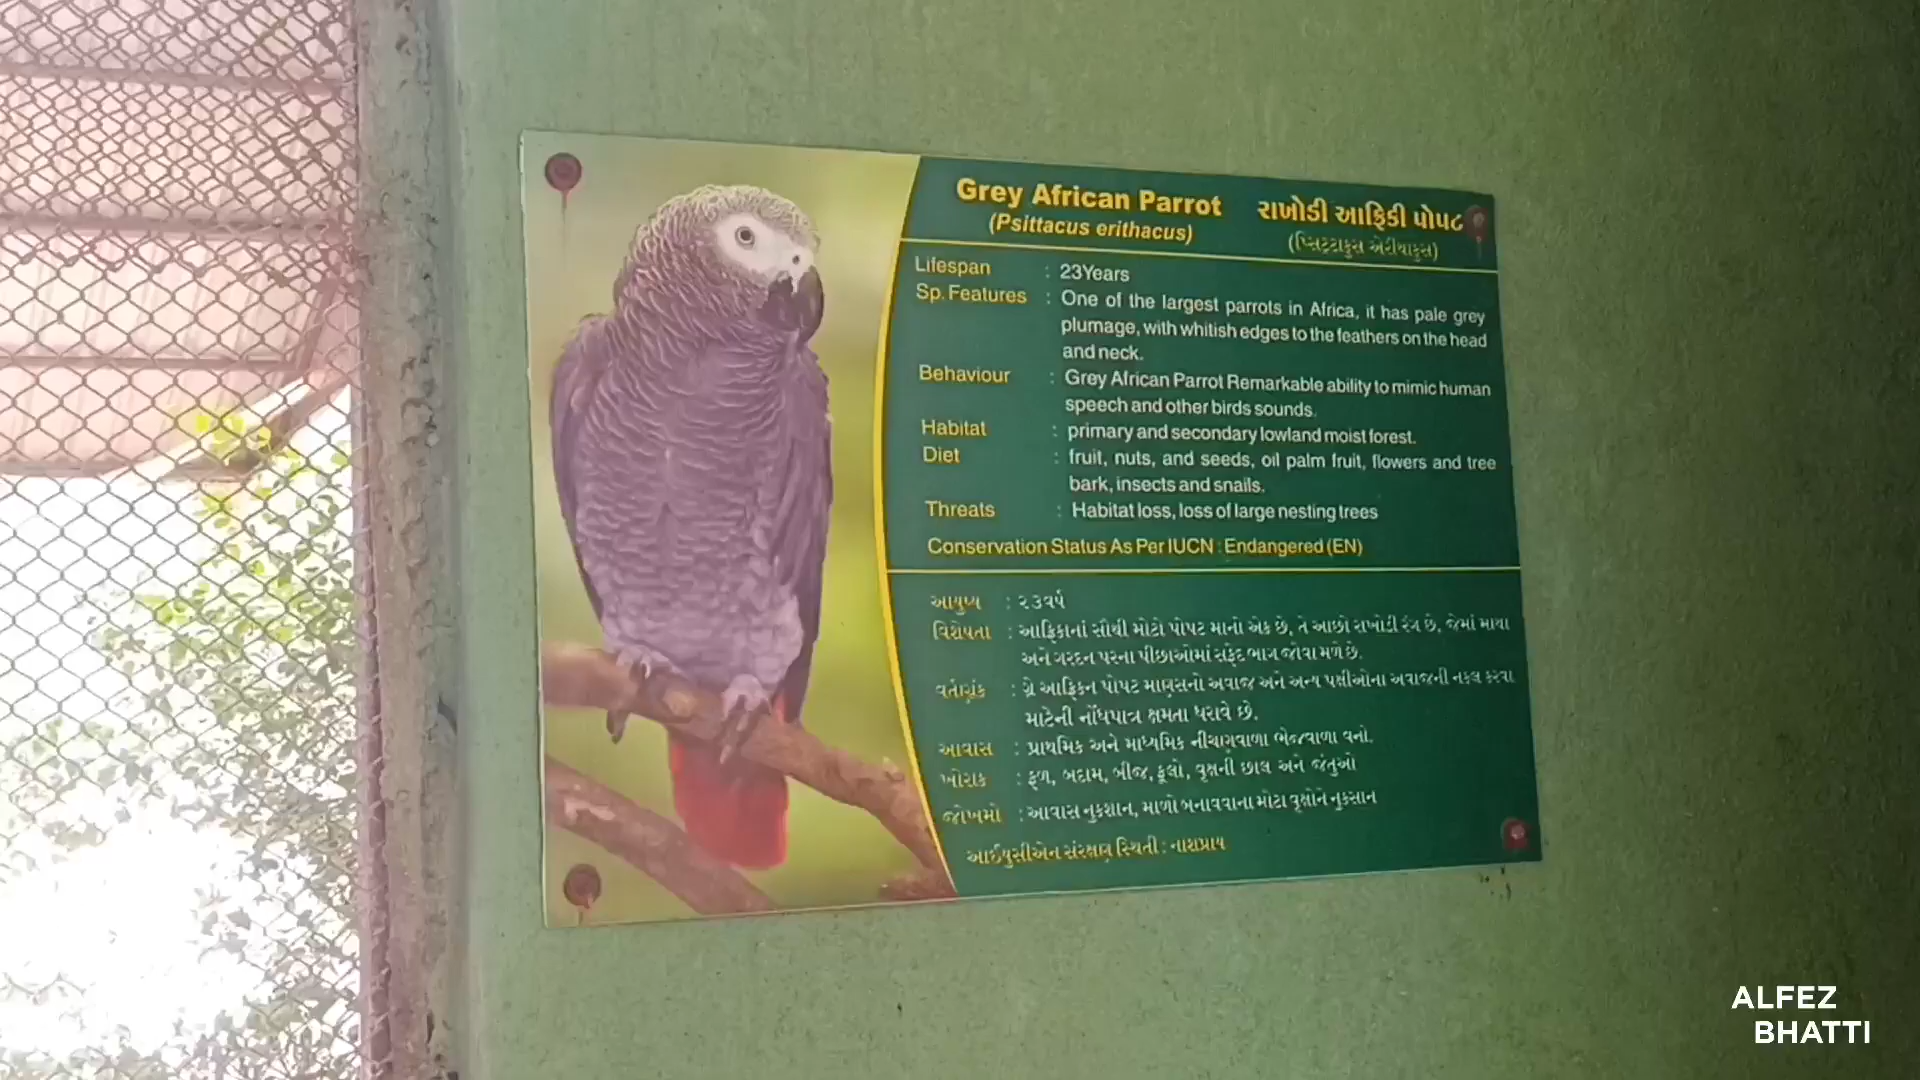 Grey African Parrot
(Psittacus erithacus)
રાખોડી આફ્રિકી પોપટ
(પ્સિટ્ટાકુસ એરીથાકુસ)
Lifespan : 23Years
Sp. Features : One of the largest parrots in Africa, it has pale grey
plumage, with whitish edges to the feathers on the head
and neck.
Behaviour : Grey African Parrot Remarkable ability to mimic human
speech and other birds sounds.
Habitat : primary and secondary lowland moist forest.
Diet : fruit, nuts, and seeds, oil palm fruit, flowers and tree
bark, insects and snails.
Threats : Habitat loss, loss of large nesting trees
Conservation Status As Per IUCN : Endangered (EN)
આયુષ્ય : ૨૩વર્ષ
વિશેષતા : આફ્રિકાનાં સૌથી મોટો પોપટ માનો એક છે, તે આછો રાખોડી રંગ છે, જેમાં માથા
અને ગરદન પરના પીછાઓમાં સફેદ ભાગ જોવા મળે છે.
વર્તણૂંક : ગ્રે આફ્રિકન પોપટ માણસનો અવાજ અને અન્ય પક્ષીઓના અવાજની નકલ કરવા
માટેની નોંધપાત્ર ક્ષમતા ધરાવે છે.
આવાસ : પ્રાથમિક અને માધ્યમિક નીચાણવાળા ભેજવાળા વનો.
ખોરાક : ફળ, બદામ, બીજ, ફૂલો, વૃક્ષની છાલ અને જંતુઓ
જોખમો : આવાસ નુકશાન, માળો બનાવવાના મોટા વૃક્ષોને નુકસાન
આઈયુસીએન સંરક્ષણ સ્થિતી : નાશપ્રાય
ALFEZ
BHATTI